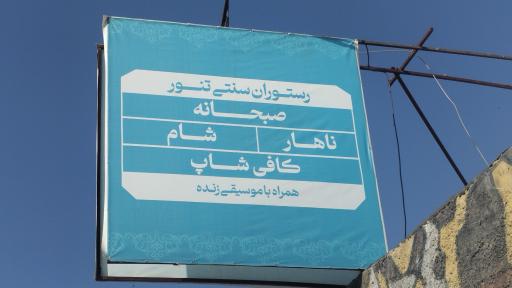 رستوران سنتی تنور
صبحانه
ناهار شام
کافی شاپ
همراه با موسیقی زنده